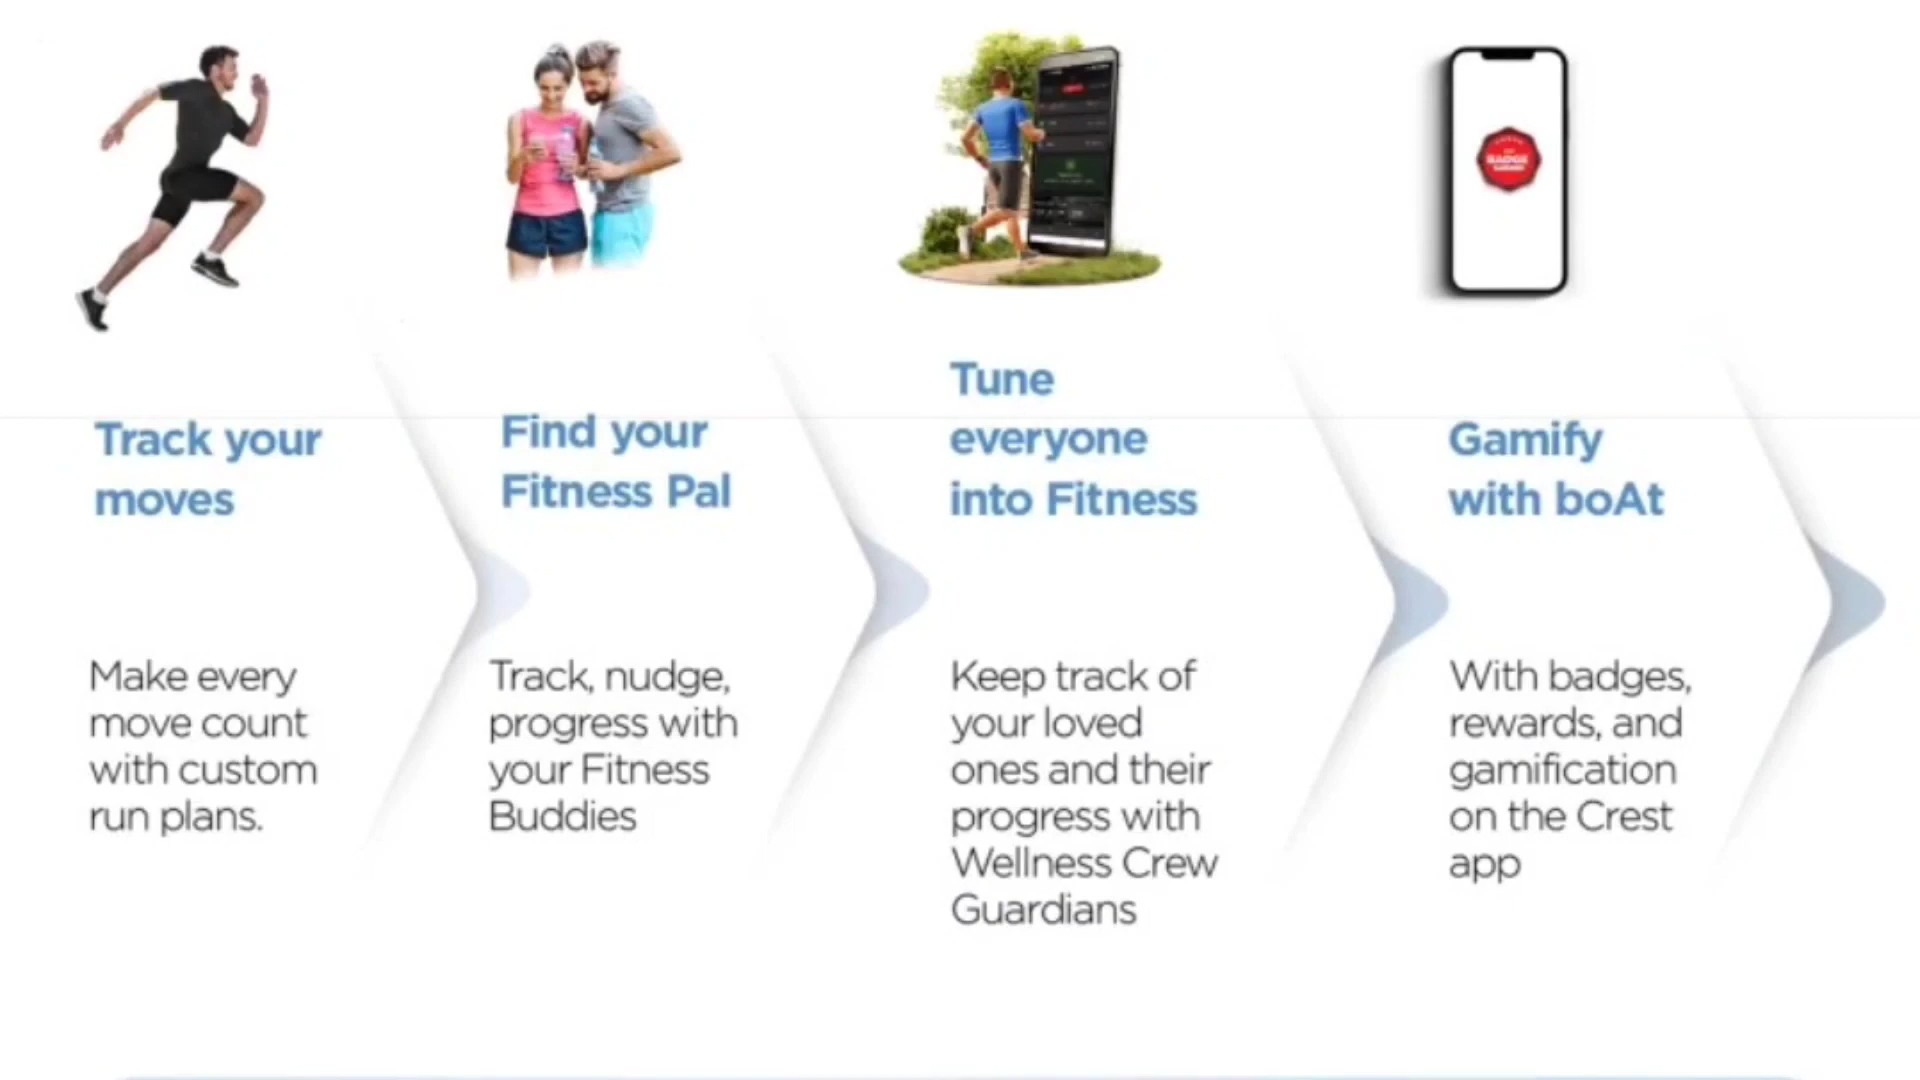 BADGE
Track your
moves
Find your
Fitness Pal
Tune
everyone
into Fitness
Gamify
with boAt
Make every
move count
with custom
run plans.
Track, nudge,
progress with
your Fitness
Buddies
Keep track of
your loved
ones and their
progress with
Wellness Crew
Guardians
With badges,
rewards, and
gamification
on the Crest
app